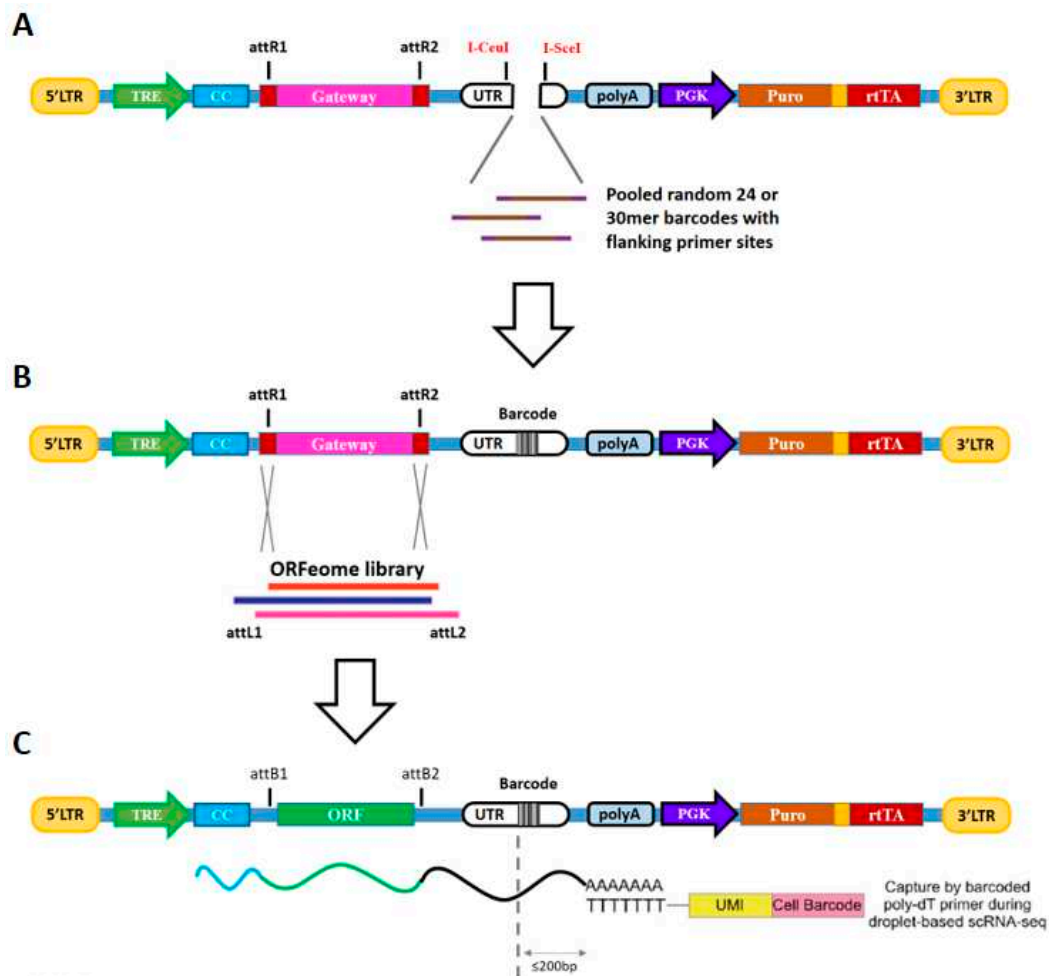 A
attR1
attR2
I-CeuI
I-SceI
5'LTR
TRE
CC
Gateway
UTR
polyA
PGK
Puro
rtTA
3'LTR
Pooled random 24 or
30mer barcodes with
flanking primer sites
B
attR1
attR2
Barcode
5'LTR
TRE
CC
Gateway
UTR
polyA
PGK
Puro
rtTA
3'LTR
ORFeome library
attL1
attL2
C
attB1
attB2
Barcode
5'LTR
TRE
CC
ORF
UTR
polyA
PGK
Puro
rtTA
3'LTR
AAAAAAA
TTTTTTT
UMI
Cell Barcode
Capture by barcoded
poly-dT primer during
droplet-based scRNA-seq
≤200bp